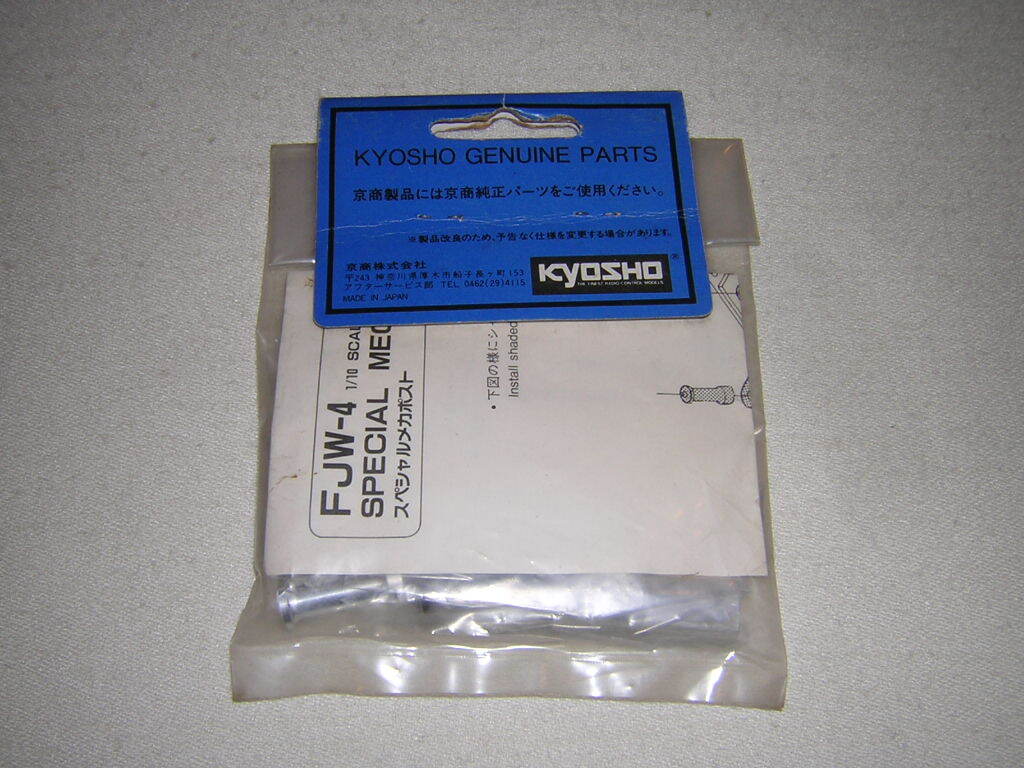 KYOSHO GENUINE PARTS
京商製品には京商純正パーツをご使用ください。
※製品改良のため、予告なく仕様を変更する場合があります。
京商株式会社
〒243 神奈川県厚木市船子長ヶ町153
アフターサービス部 TEL 0462(29)4115
MADE IN JAPAN
KYOSHO ®
THE FINEST RADIO CONTROL MODELS
FJW-4 1/10
SPECIAL
スペシャルメカポスト
・下図の様に
Install shaded